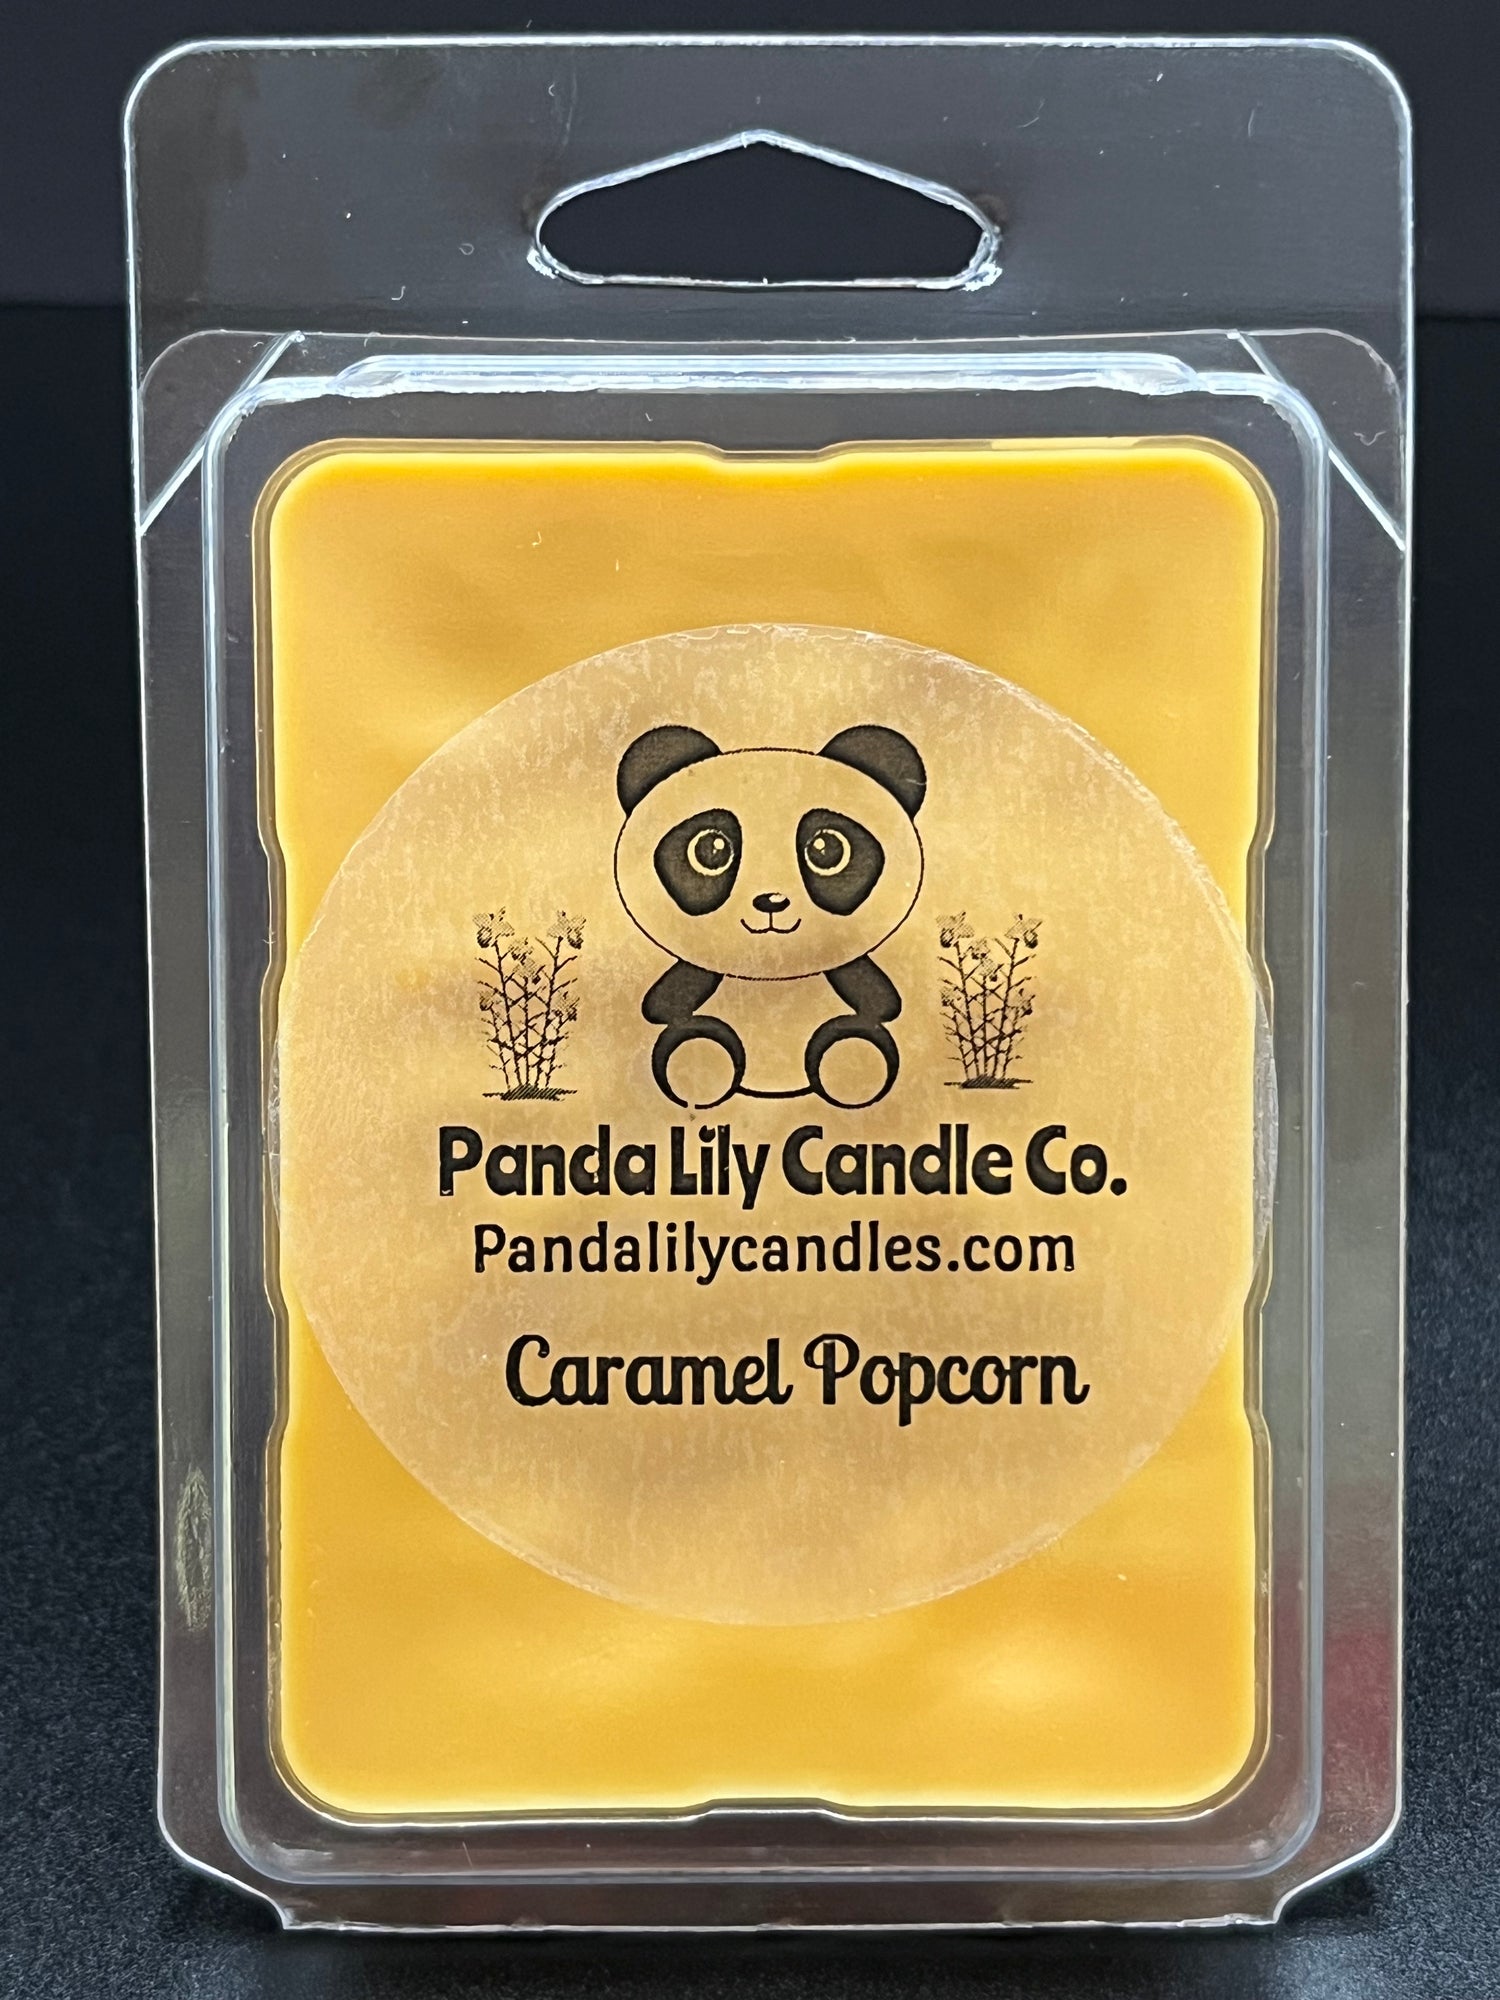 Panda Lily Candle Co.
Pandalilycandles.com
Caramel Popcorn